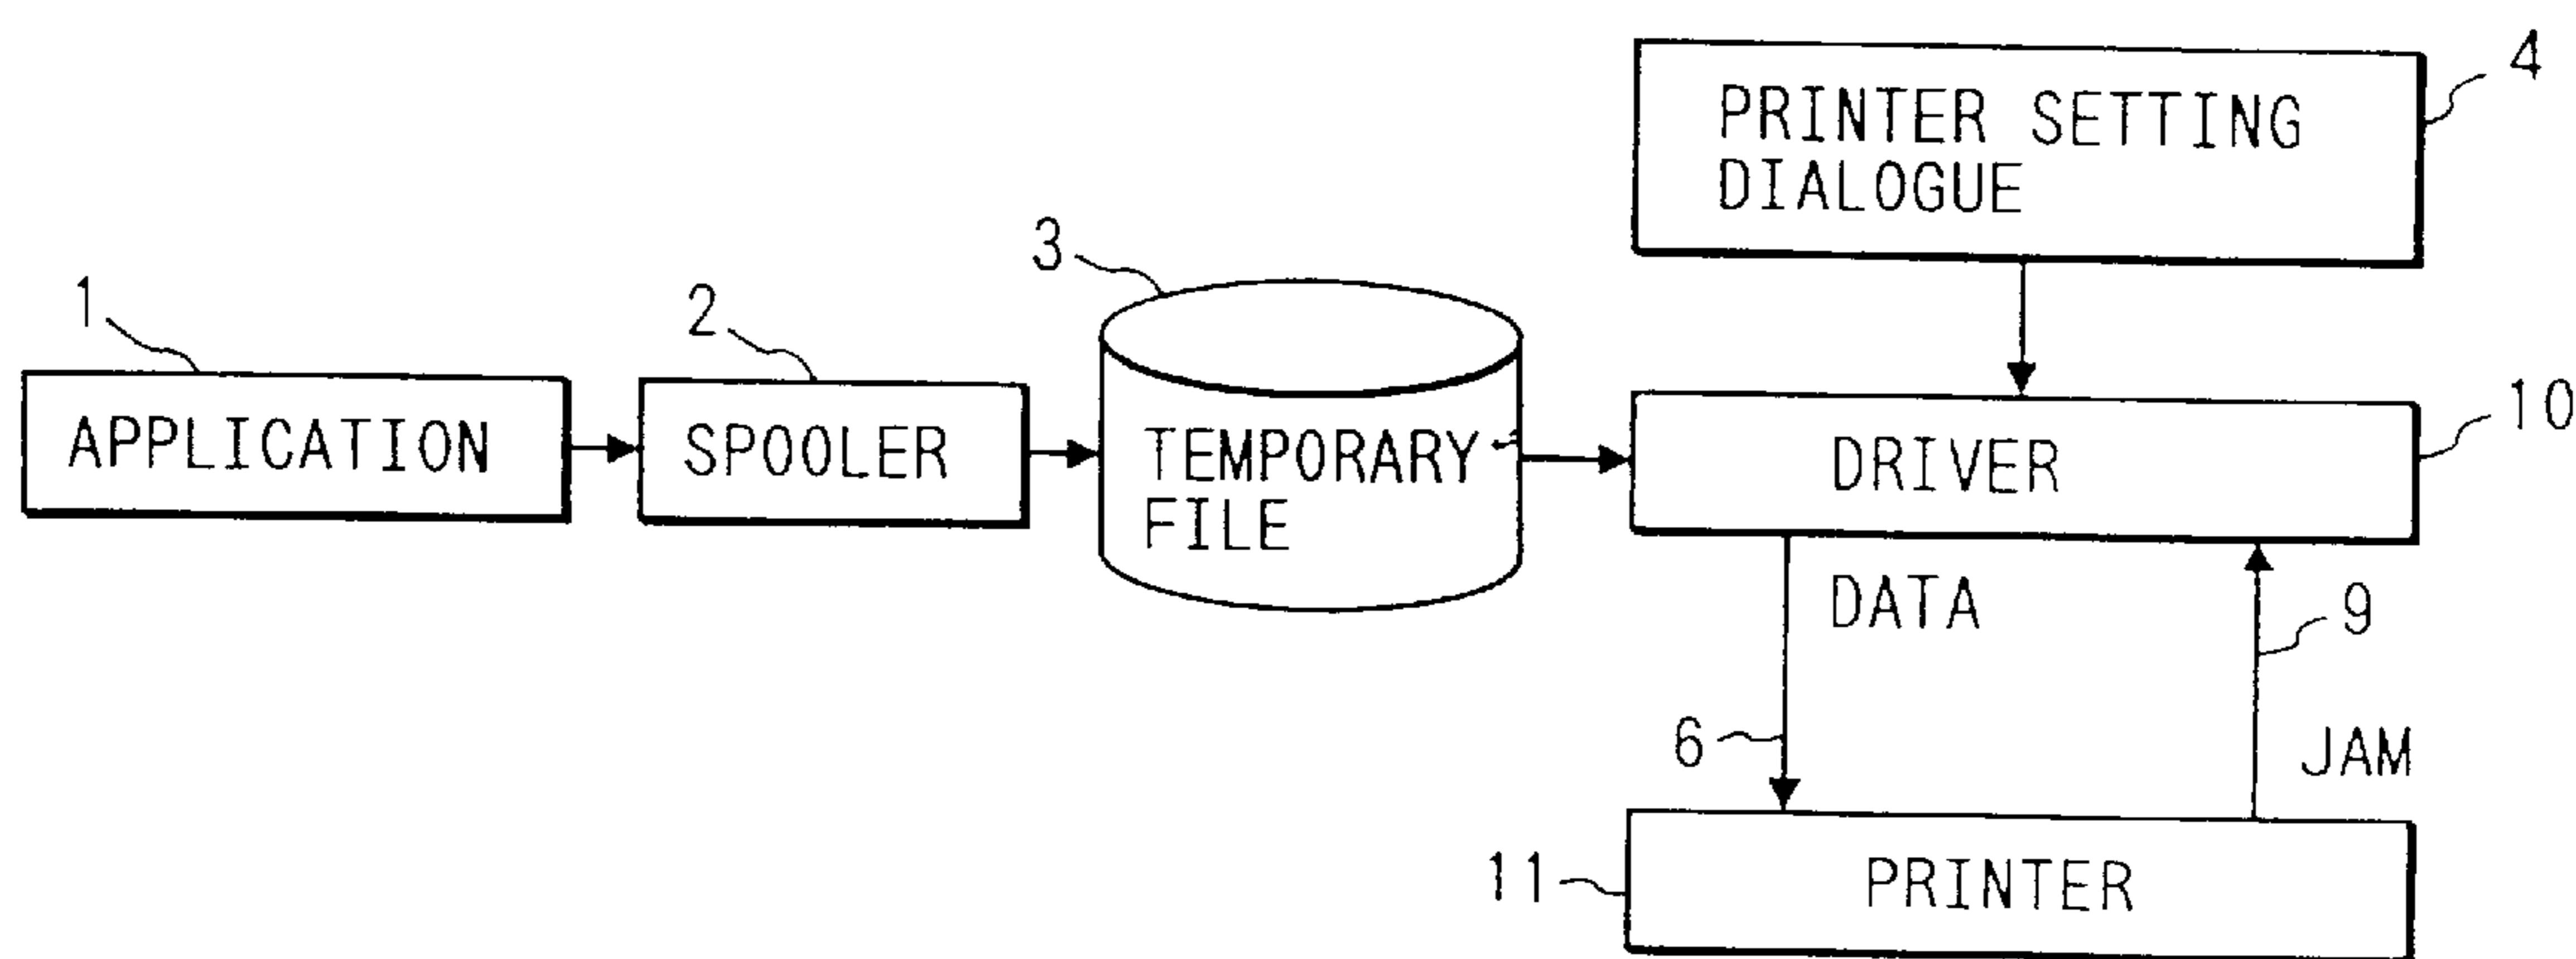 4
PRINTER SETTING
DIALOGUE
3
1
2
10
APPLICATION
SPOOLER
TEMPORARY
FILE
DRIVER
DATA
9
6
JAM
11
PRINTER